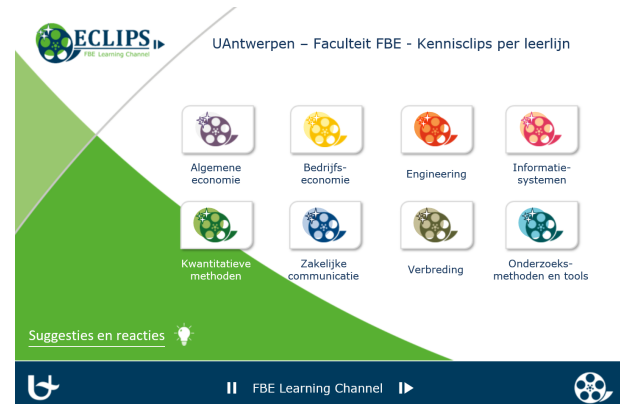 ECLIPS
FBE Learning Channel
UAntwerpen – Faculteit FBE - Kennisclips per leerlijn
Algemene
economie
Bedrijfs-
economie
Engineering
Informatie-
systemen
Kwantitatieve
methoden
Zakelijke
communicatie
Verbreding
Onderzoeks-
methoden en tools
Suggesties en reacties
FBE Learning Channel